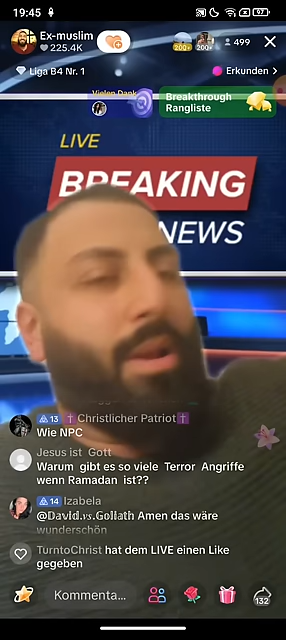 19:45
97
Ex-muslim
225.4K
200+
200+
499
Liga B4 Nr. 1
Erkunden >
Vielen Dank
Breakthrough
Rangliste
LIVE
BREAKING
NEWS
13 Christlicher Patriot
Wie NPC
Jesus ist Gott
Warum gibt es so viele Terror Angriffe
wenn Ramadan ist??
14 Izabela
@David.vs.Goliath Amen das wäre
wunderschön
TurntoChrist hat dem LIVE einen Like
gegeben
Kommenta...
132